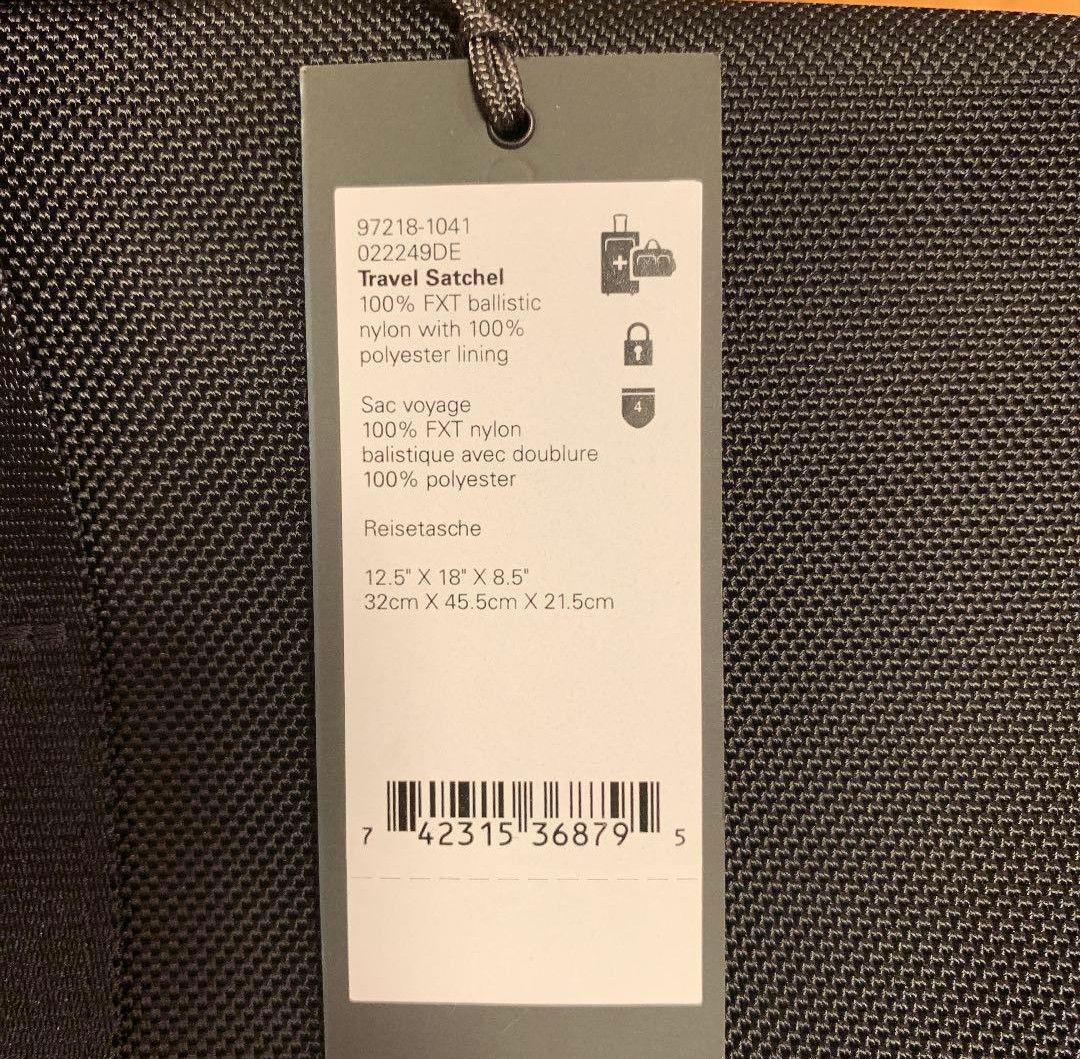 97218-1041
022249DE
Travel Satchel
100% FXT ballistic
nylon with 100%
polyester lining
4
Sac voyage
100% FXT nylon
balistique avec doublure
100% polyester
Reisetasche
12.5" X 18" X 8.5"
32cm X 45.5cm X 21.5cm
7 42315 36879 5